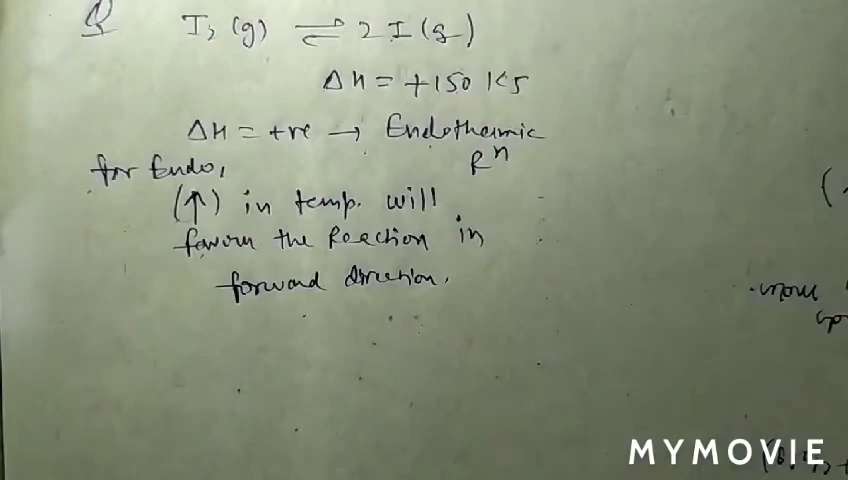 Q I2 (g) ⇌ 2 I (g)
ΔH = +150 KJ
ΔH = +ve → Endothermic
Rⁿ
for Endo,
(↑) in temp. will
favour the Reaction in
forward direction.
MYMOVIE